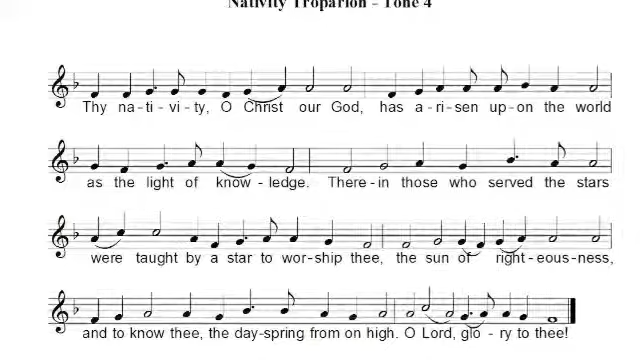 Nativity Troparion - Tone 4
Thy na-ti-vi-ty, O Christ our God, has a-ri-sen up-on the world
as the light of know-ledge. There-in those who served the stars
were taught by a star to wor-ship thee, the sun of right-eous-ness,
and to know thee, the day-spring from on high. O Lord, glo-ry to thee!